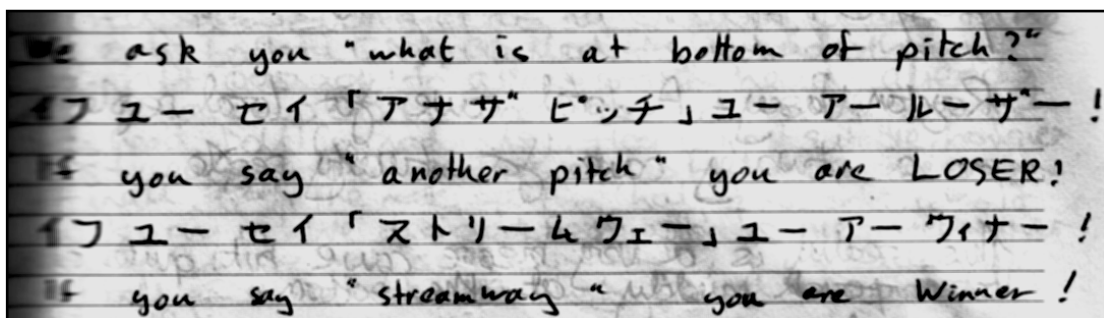 We ask you "what is at bottom of pitch?"
イフ ユー セイ「アナザ ピッチ」ユー アー ルーザー!
If you say "another pitch" you are LOSER!
イフ ユー セイ「ストリームウェー」ユー アー ウィナー!
If you say "streamway" you are Winner!